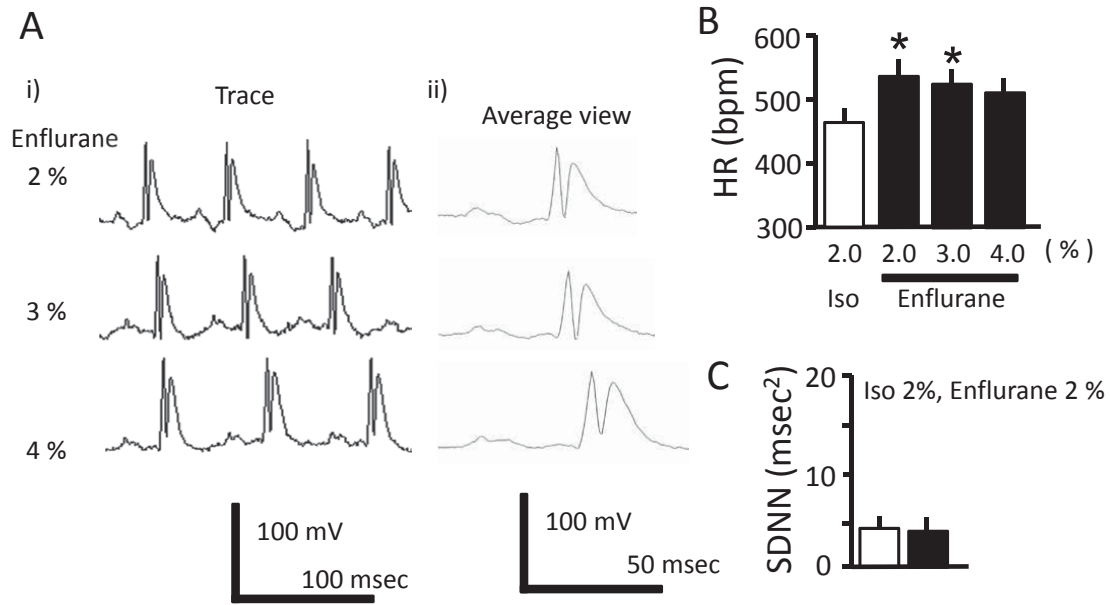 A
i)
Trace
ii)
Average view
Enflurane
2 %
3 %
4 %
100 mV
100 msec
100 mV
50 msec
B
HR (bpm)
600
500
400
300
*
*
2.0 2.0 3.0 4.0 ( % )
Iso Enflurane
C
SDNN (msec²)
20
10
0
Iso 2%, Enflurane 2 %